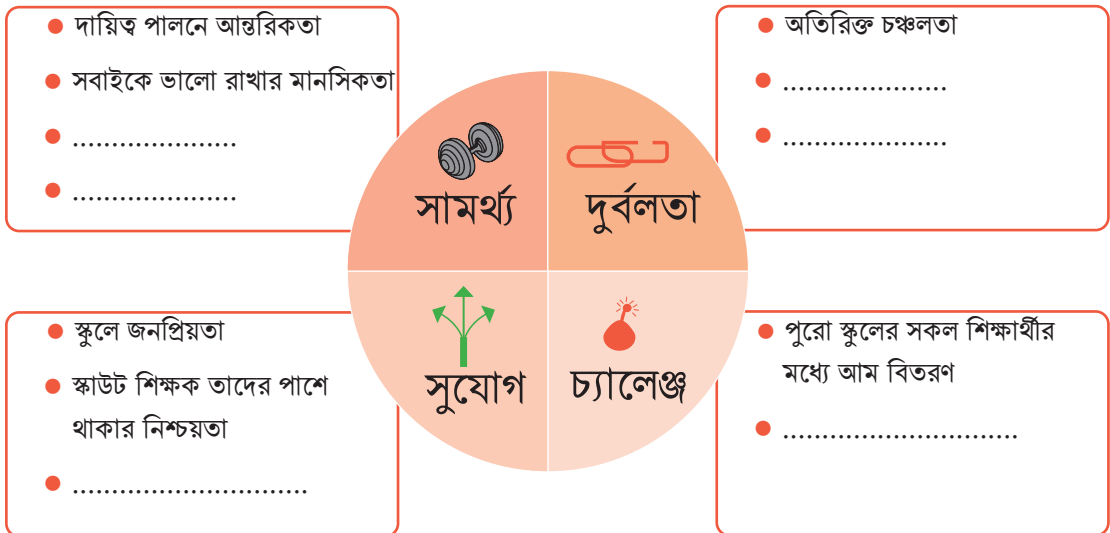 দায়িত্ব পালনে আন্তরিকতা
সবাইকে ভালো রাখার মানসিকতা
.....................
.....................
অতিরিক্ত চঞ্চলতা
.....................
.....................
সামর্থ্য
দুর্বলতা
সুযোগ
চ্যালেঞ্জ
স্কুলে জনপ্রিয়তা
স্কাউট শিক্ষক তাদের পাশে
থাকার নিশ্চয়তা
..............................
পুরো স্কুলের সকল শিক্ষার্থীর
মধ্যে আম বিতরণ
..............................